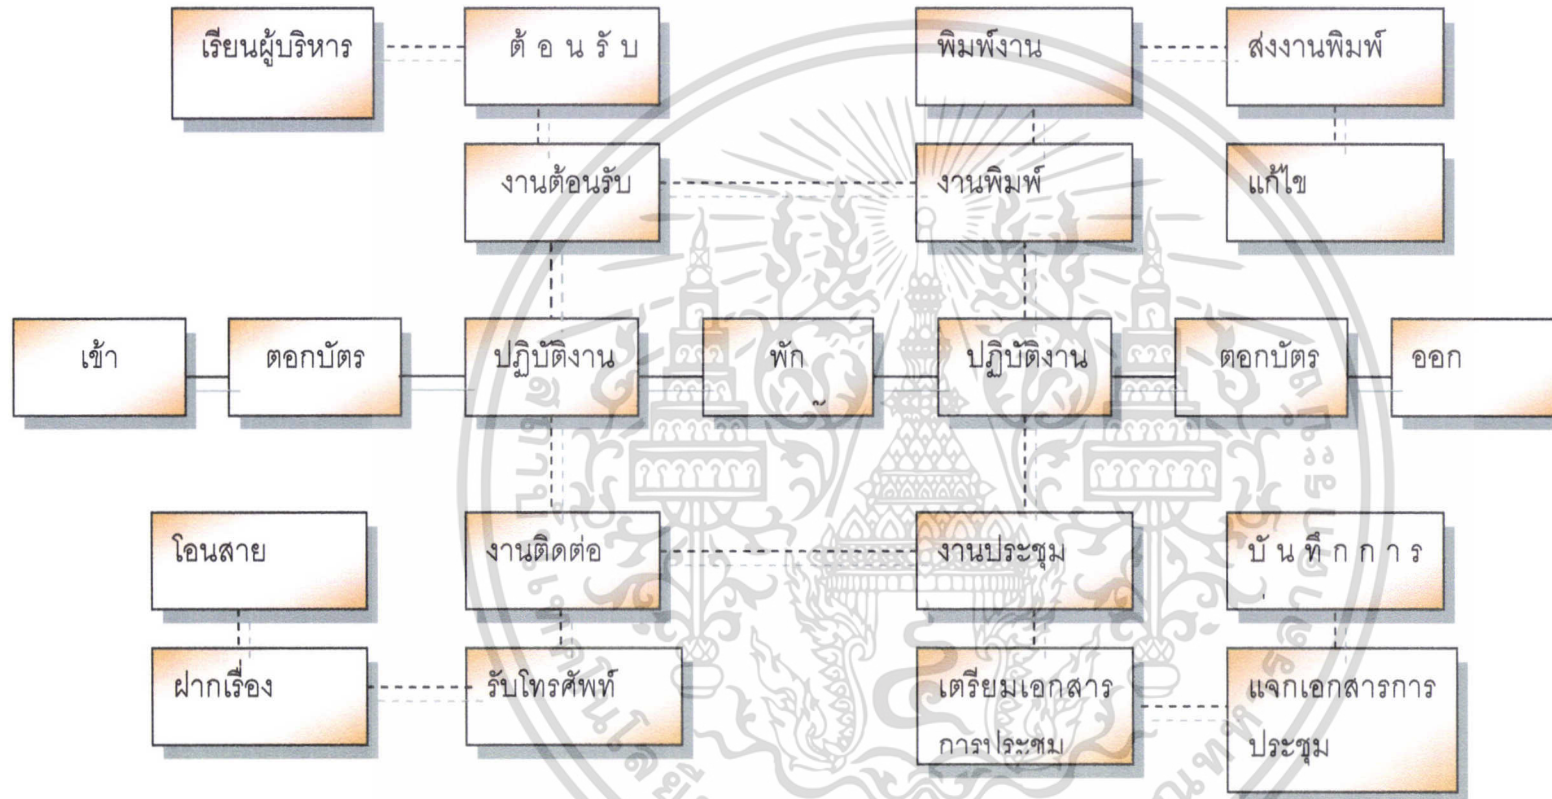 เรียนผู้บริหาร
ต้ อ น รั บ
พิมพ์งาน
ส่งงานพิมพ์
งานต้อนรับ
งานพิมพ์
แก้ไข
เข้า
ตอกบัตร
ปฏิบัติงาน
พัก
ปฏิบัติงาน
ตอกบัตร
ออก
โอนสาย
งานติดต่อ
งานประชุม
บั น ทึ ก ก า ร
ฝากเรื่อง
รับโทรศัพท์
เตรียมเอกสาร
การประชุม
แจกเอกสารการ
ประชุม